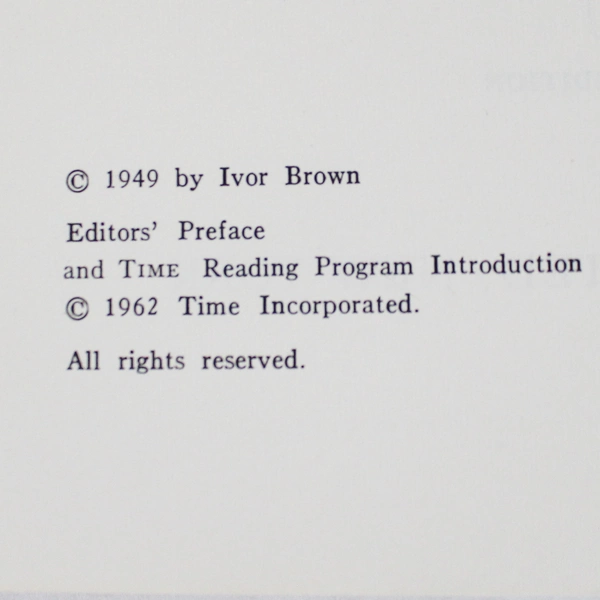 © 1949 by Ivor Brown
Editors' Preface
and TIME Reading Program Introduction
© 1962 Time Incorporated.
All rights reserved.